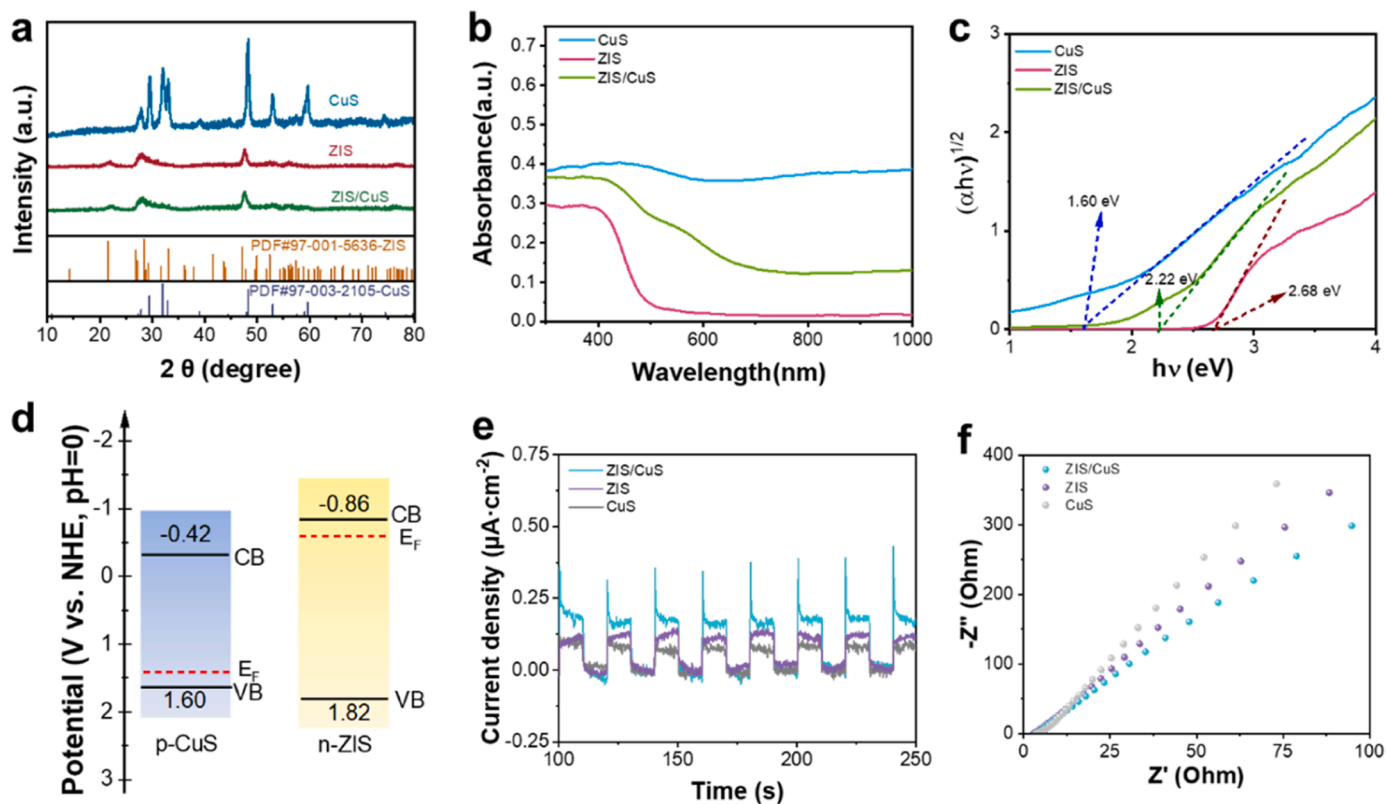 a
Intensity (a.u.)
CuS
ZIS
ZIS/CuS
PDF#97-001-5636-ZIS
PDF#97-003-2105-CuS
10 20 30 40 50 60 70 80
2 θ (degree)
b
Absorbance(a.u.)
0.7
0.6
0.5
0.4
0.3
0.2
0.1
0.0
CuS
ZIS
ZIS/CuS
400 600 800 1000
Wavelength(nm)
c
(αhν)1/2
3
2
1
0
CuS
ZIS
ZIS/CuS
1.60 eV
2.22 eV
2.68 eV
1 2 3 4
hν (eV)
d
Potential (V vs. NHE, pH=0)
-2
-1
0
1
2
3
-0.42
CB
EF
VB
1.60
p-CuS
-0.86
CB
EF
VB
1.82
n-ZIS
e
Current density (μA·cm-2)
0.75
0.50
0.25
0.00
-0.25
ZIS/CuS
ZIS
CuS
100 150 200 250
Time (s)
f
-Z" (Ohm)
400
300
200
100
0
ZIS/CuS
ZIS
CuS
0 25 50 75 100
Z' (Ohm)